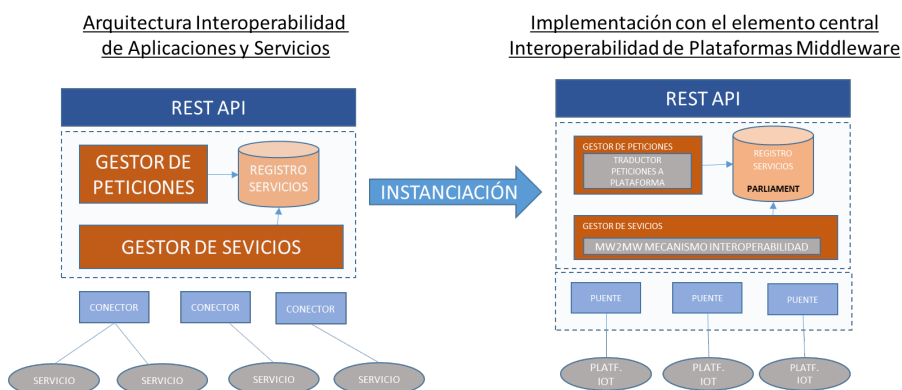 Arquitectura Interoperabilidad
de Aplicaciones y Servicios
REST API
GESTOR DE
PETICIONES
REGISTRO
SERVICIOS
GESTOR DE SEVICIOS
CONECTOR
CONECTOR
CONECTOR
SERVICIO
SERVICIO
SERVICIO
SERVICIO
INSTANCIACIÓN
Implementación con el elemento central
Interoperabilidad de Plataformas Middleware
REST API
GESTOR DE PETICIONES
TRADUCTOR
PETICIONES A
PLATAFORMA
REGISTRO
SERVICIOS
PARLIAMENT
GESTOR DE SEVICIOS
MW2MW MECANISMO INTEROPERABILIDAD
PUENTE
PUENTE
PUENTE
PLATF.
IOT
PLATF.
IOT
PLATF.
IOT